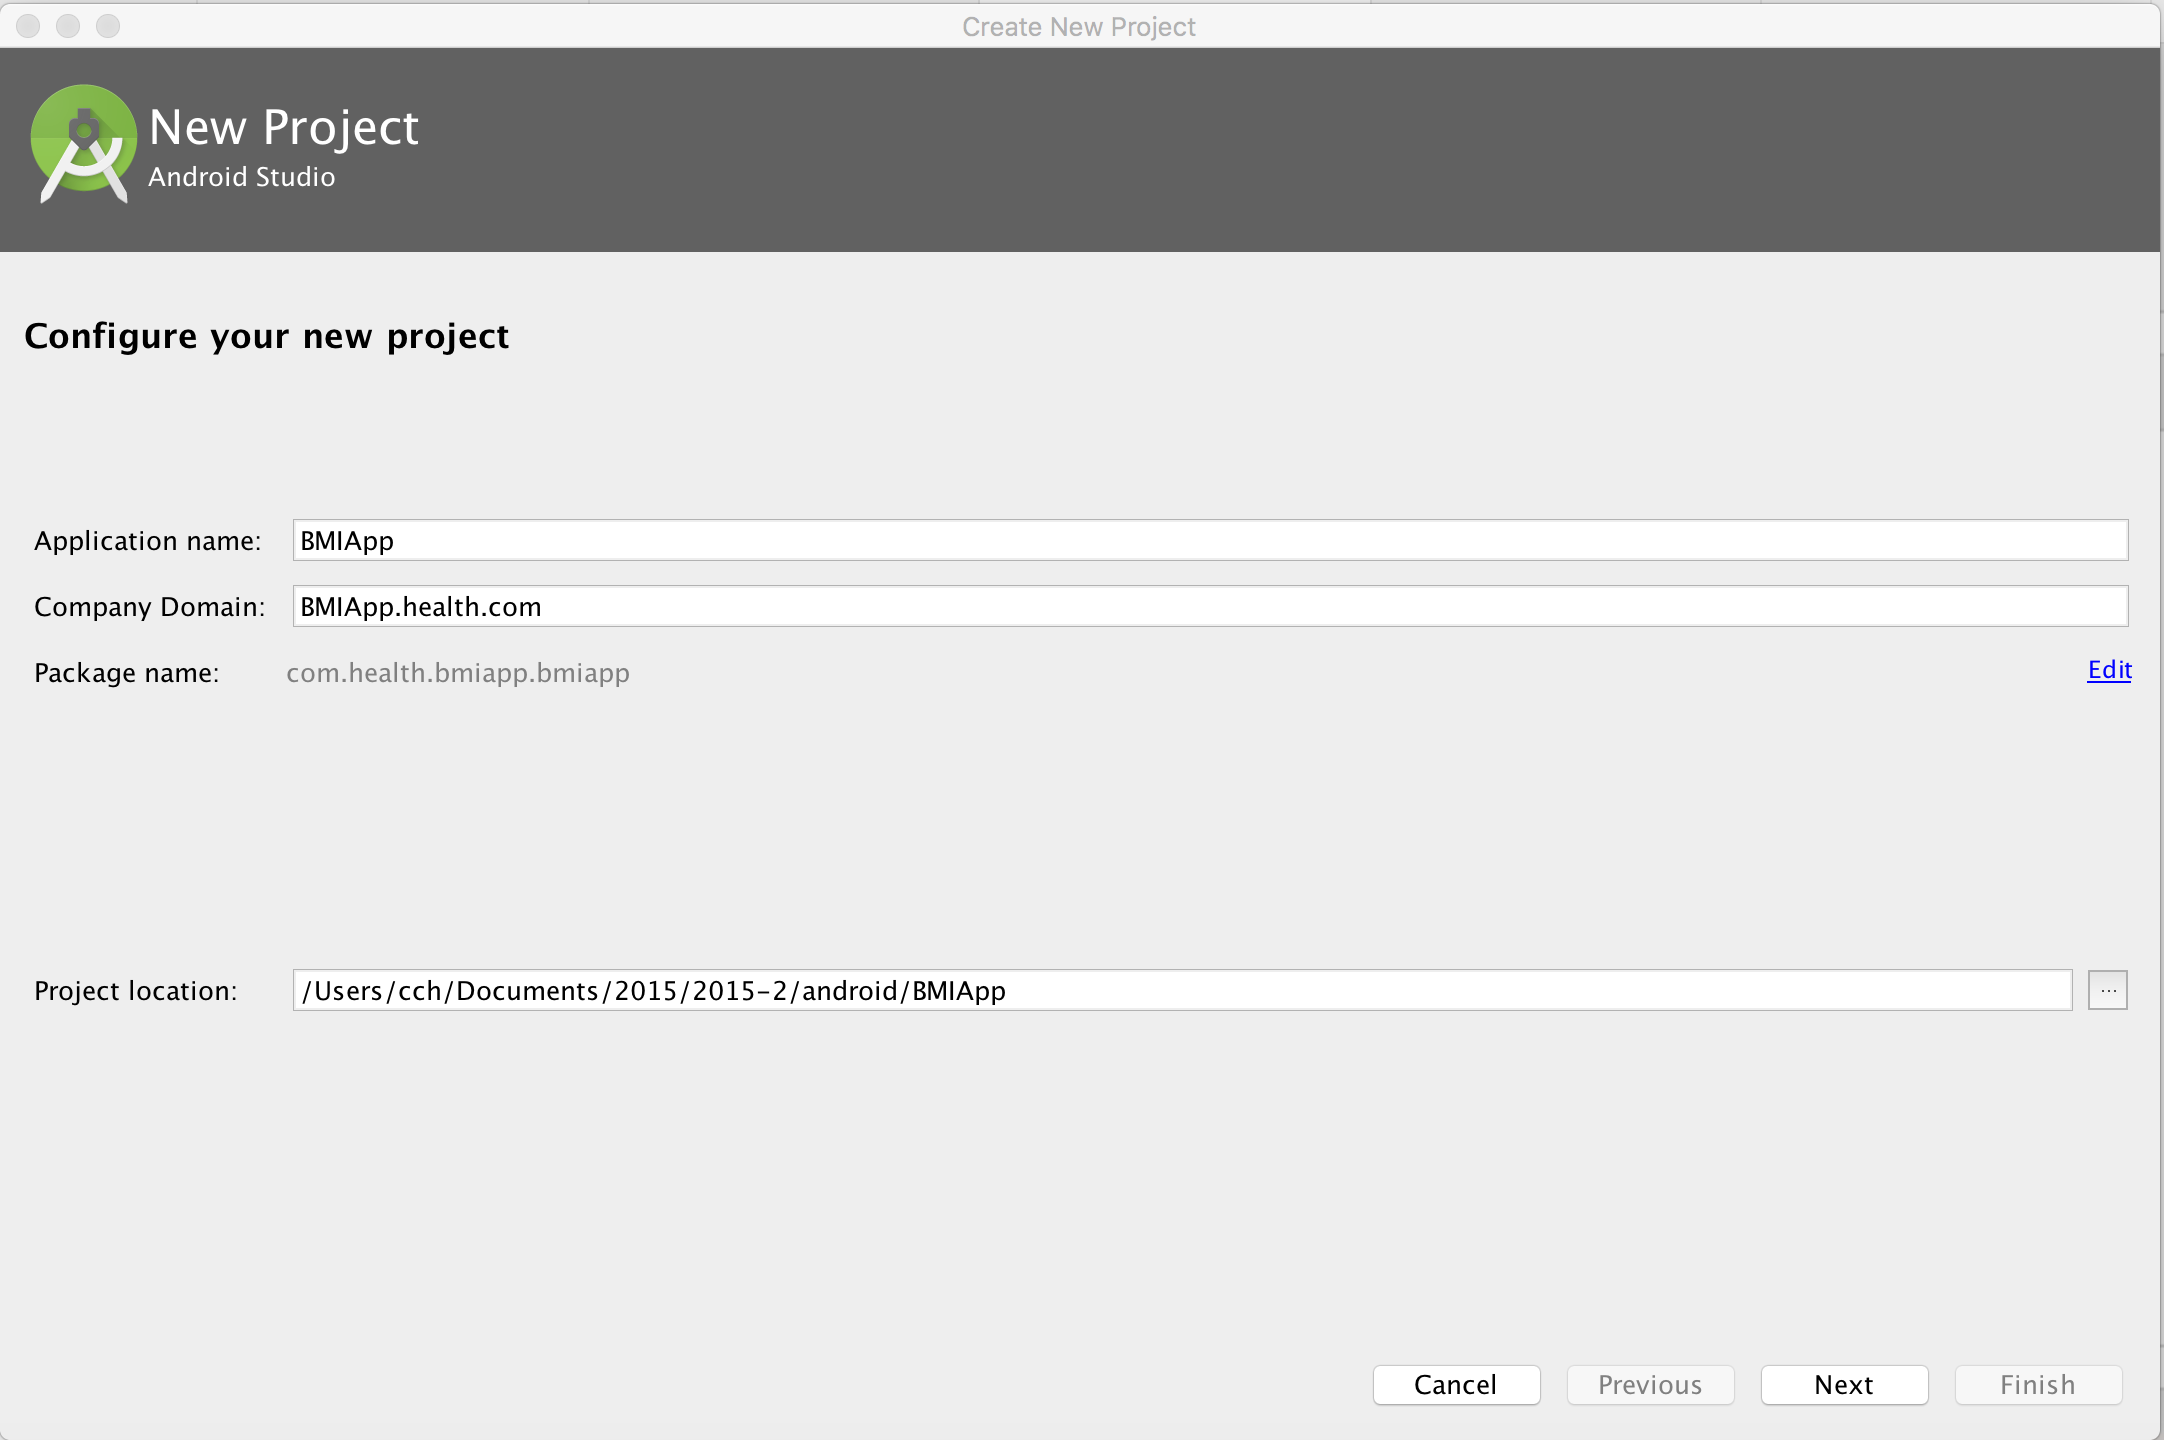 Create New Project
New Project
Android Studio
Configure your new project
Application name: BMIApp
Company Domain: BMIApp.health.com
Package name: com.health.bmiapp.bmiapp Edit
Project location: /Users/cch/Documents/2015/2015-2/android/BMIApp ...
Cancel Previous Next Finish